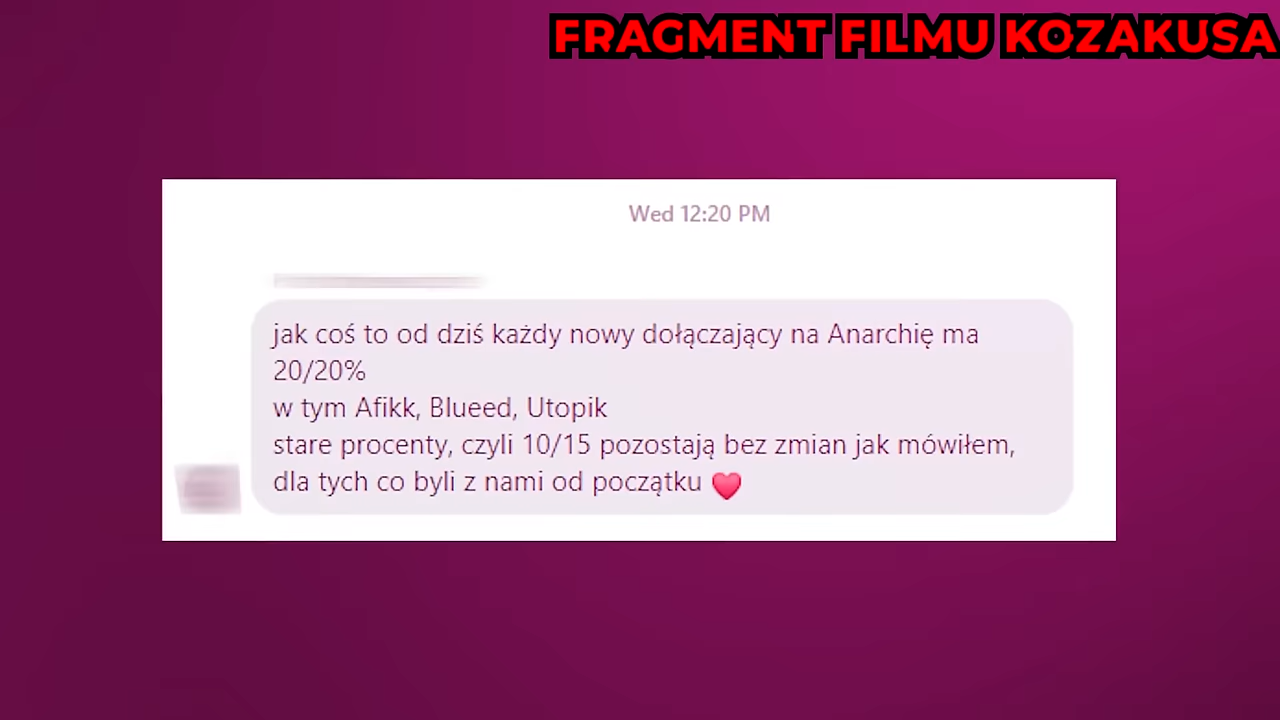 FRAGMENT FILMU KOZAKUSA
Wed 12:20 PM
jak coś to od dziś każdy nowy dołączający na Anarchię ma
20/20%
w tym Afikk, Blueed, Utopik
stare procenty, czyli 10/15 pozostają bez zmian jak mówiłem,
dla tych co byli z nami od początku ❤️